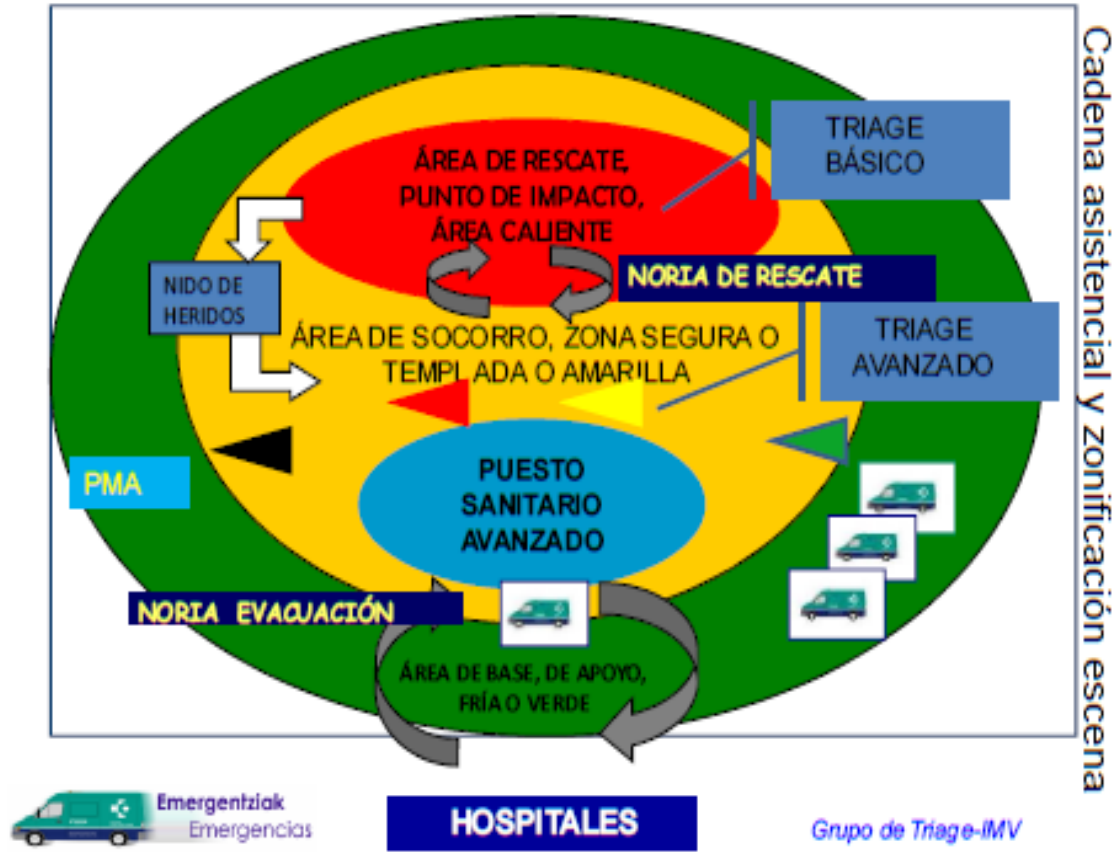 Cadena asistencial y zonificación escena
TRIAGE
BÁSICO
ÁREA DE RESCATE,
PUNTO DE IMPACTO,
ÁREA CALIENTE
NORIA DE RESCATE
NIDO DE
HERIDOS
TRIAGE
AVANZADO
ÁREA DE SOCORRO, ZONA SEGURA O
TEMPLADA O AMARILLA
PMA
PUESTO
SANITARIO
AVANZADO
NORIA EVACUACIÓN
ÁREA DE BASE, DE APOYO,
FRÍA O VERDE
Emergentziak
Emergencias
HOSPITALES
Grupo de Triage-IMV